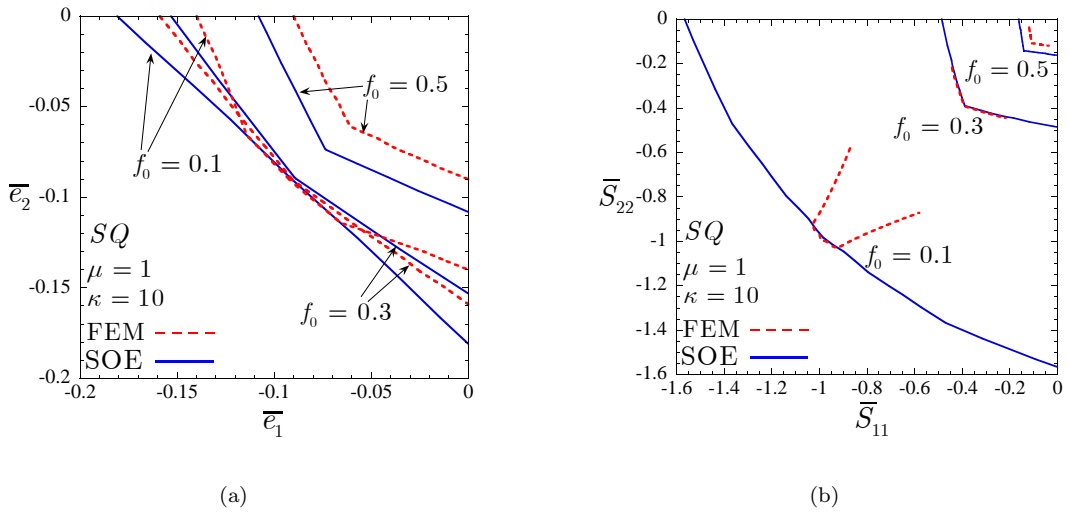 0
-0.05
-0.1
-0.15
-0.2
e̅₂
-0.2
-0.15
-0.1
-0.05
0
e̅₁
f₀ = 0.5
f₀ = 0.1
f₀ = 0.3
SQ
μ = 1
κ = 10
FEM
SOE
(a)
0
-0.2
-0.4
-0.6
-0.8
-1
-1.2
-1.4
-1.6
S̅₂₂
-1.6
-1.4
-1.2
-1
-0.8
-0.6
-0.4
-0.2
0
S̅₁₁
f₀ = 0.5
f₀ = 0.3
f₀ = 0.1
SQ
μ = 1
κ = 10
FEM
SOE
(b)